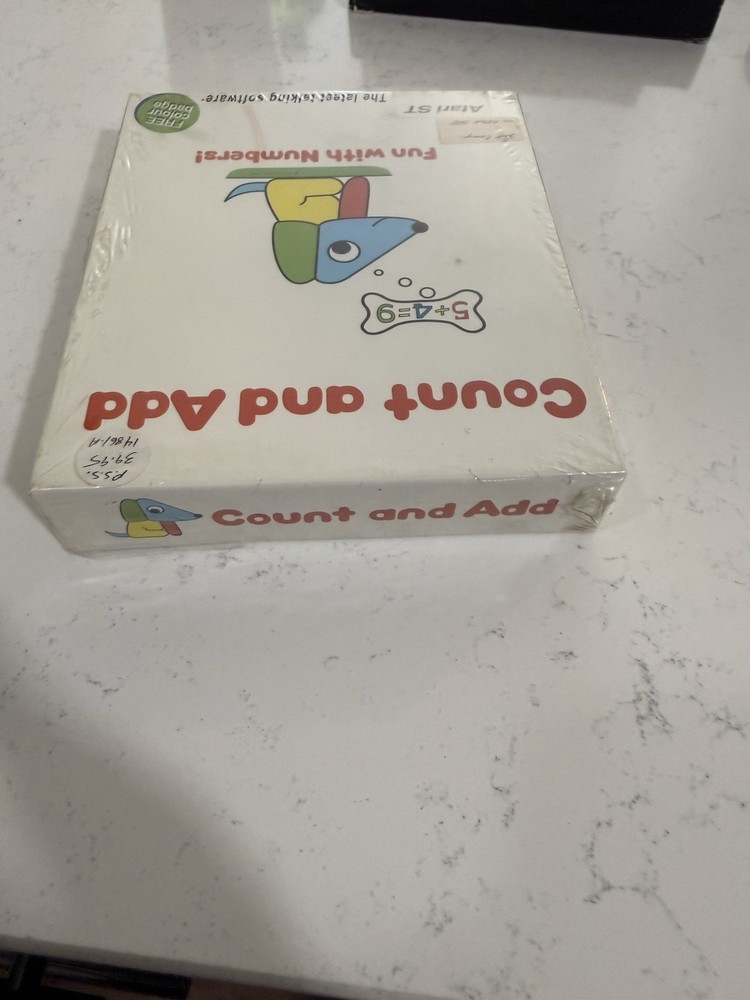 Count and Add
5+4=9
Fun with Numbers!
Atari ST
The latest talking software.
FREE
colour
badge
P.S.S.
39.95
1486/-A
Count and Add